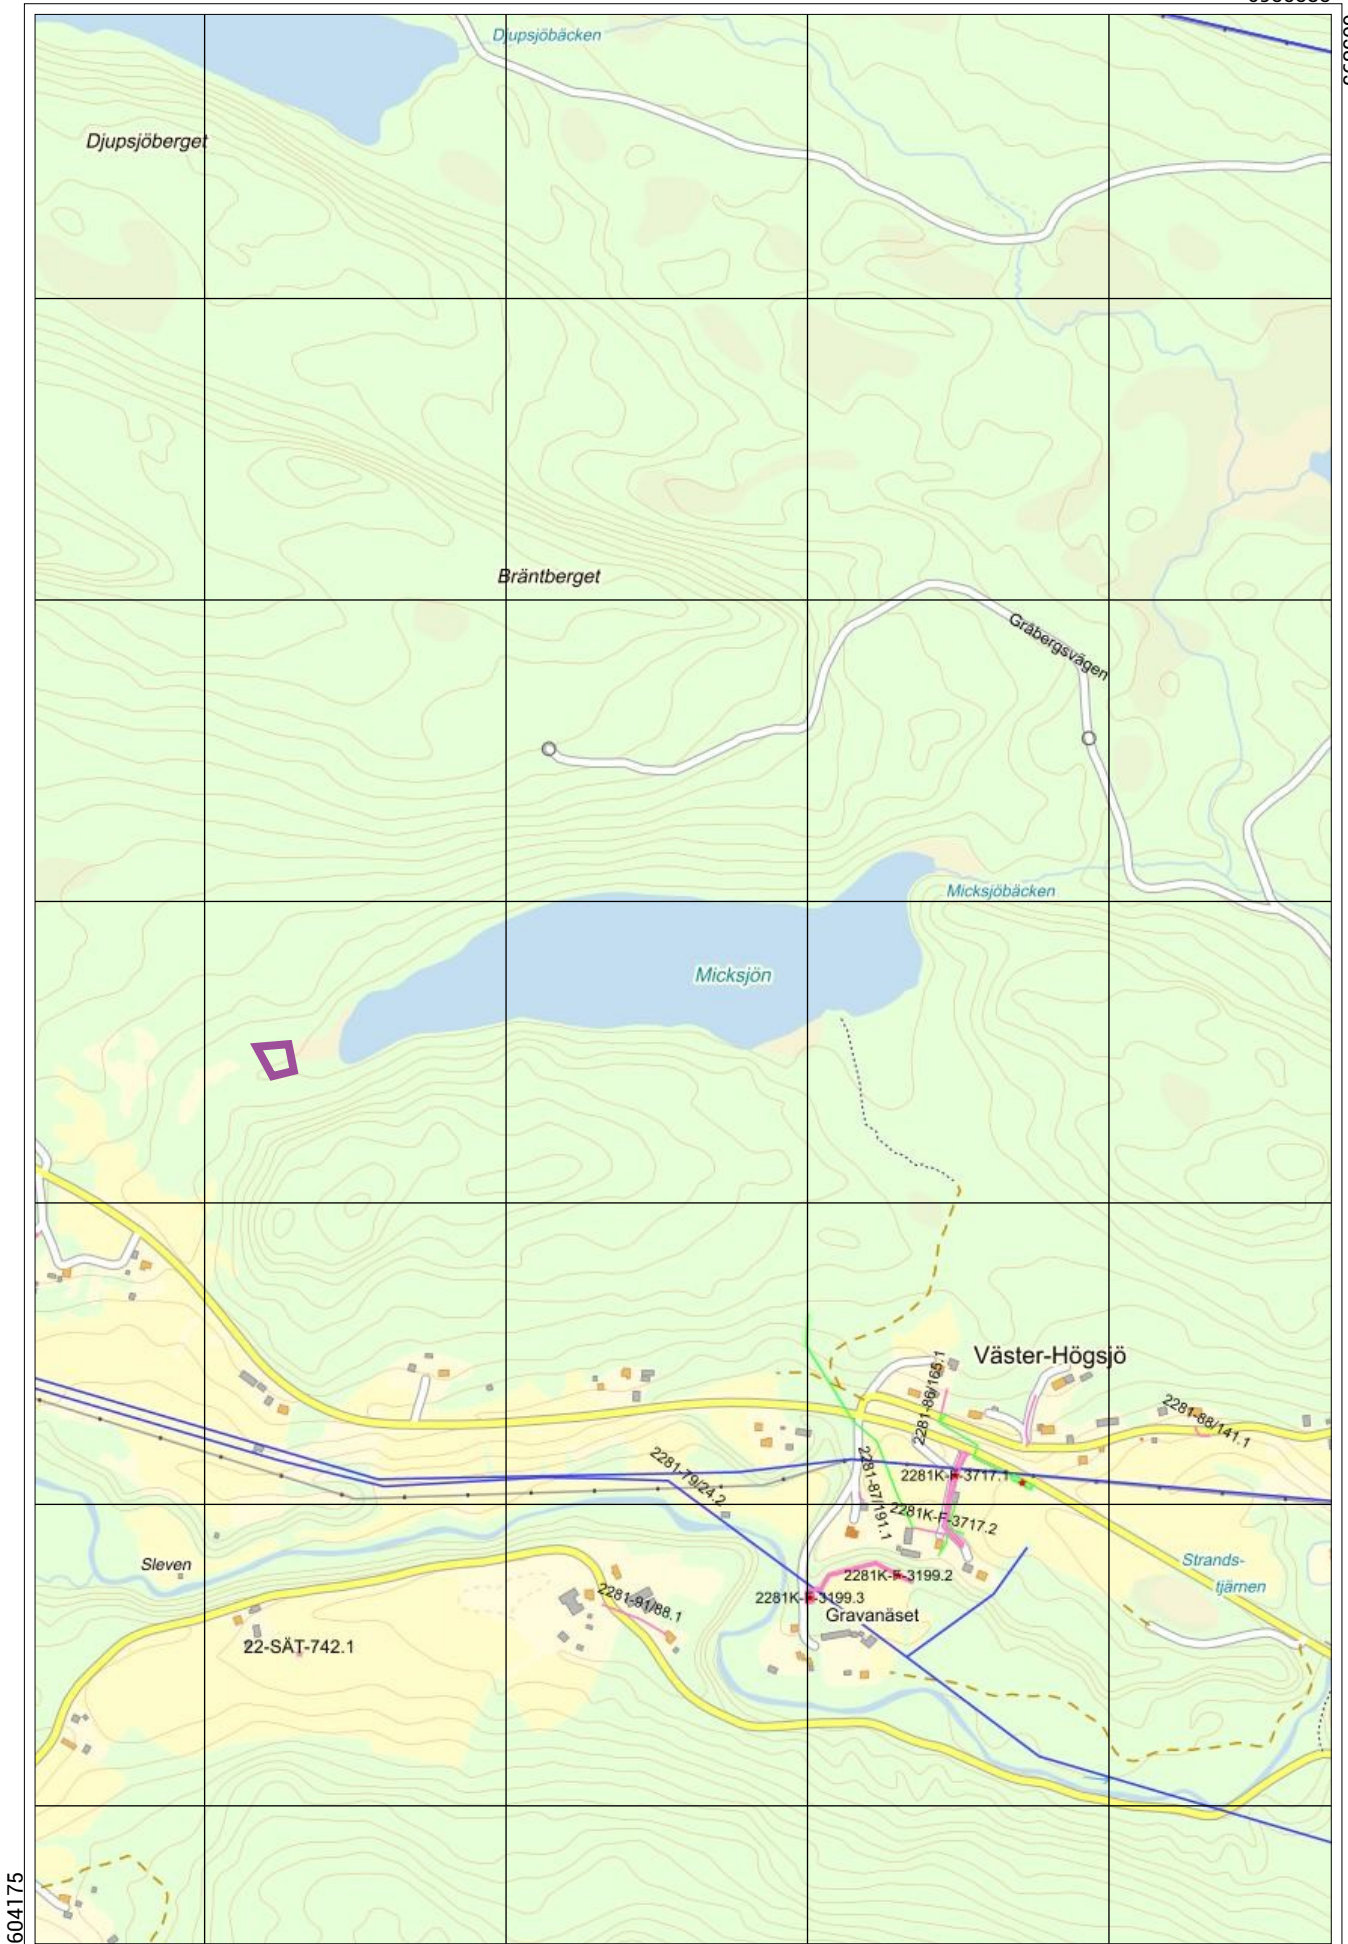 Djupsjöbäcken
Djupsjöberget
Bräntberget
Gråbergsvägen
Micksjöbäcken
Micksjön
Väster-Högsjö
2281-86/165.1
2281-88/141.1
2281-79/24.2
2281-87/191.1
2281K-F-3717.1
2281K-F-3717.2
Sleven
Strands-
tjärnen
2281K-F-3199.2
2281K-F-3199.3
2281-91/88.1
Gravanäset
22-SÄT-742.1
604175